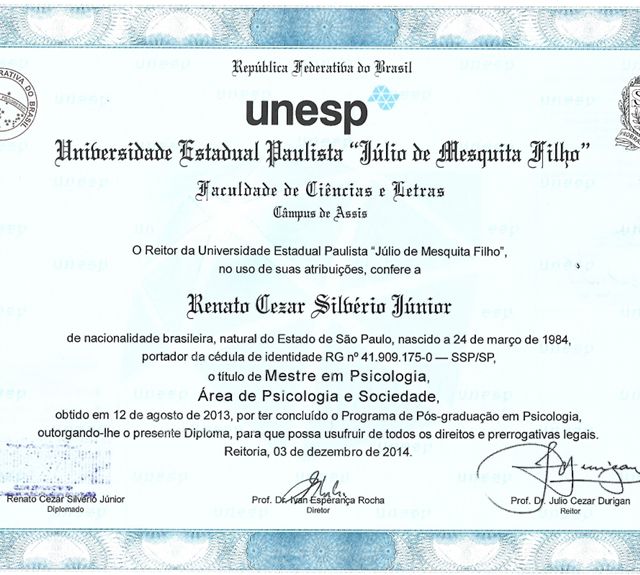 República Federativa do Brasil
unesp
Universidade Estadual Paulista "Júlio de Mesquita Filho"
Faculdade de Ciências e Letras
Câmpus de Assis
O Reitor da Universidade Estadual Paulista "Júlio de Mesquita Filho",
no uso de suas atribuições, confere a
Renato Cezar Silvério Júnior
de nacionalidade brasileira, natural do Estado de São Paulo, nascido a 24 de março de 1984,
portador da cédula de identidade RG nº 41.909.175-0 — SSP/SP,
o título de Mestre em Psicologia,
Área de Psicologia e Sociedade,
obtido em 12 de agosto de 2013, por ter concluído o Programa de Pós-graduação em Psicologia,
outorgando-lhe o presente Diploma, para que possa usufruir de todos os direitos e prerrogativas legais.
Reitoria, 03 de dezembro de 2014.
Renato Cezar Silvério Júnior
Diplomado
Prof. Dr. Ivan Esperança Rocha
Diretor
Prof. Dr. Julio Cezar Durigan
Reitor